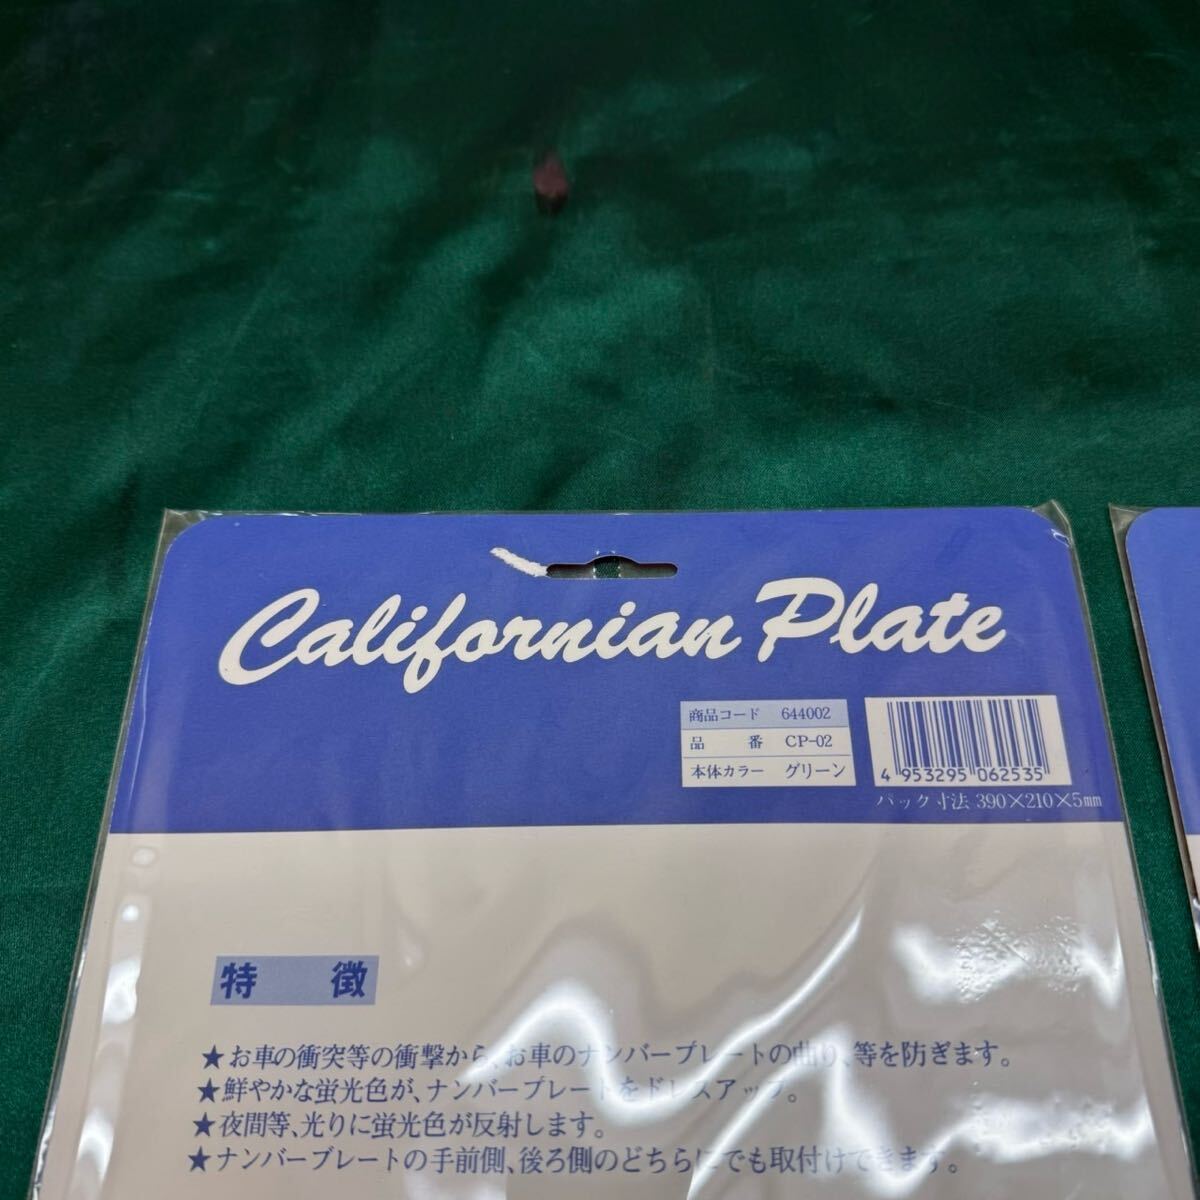 Californian Plate
商品コード 644002
品番 CP-02
本体カラー グリーン
4 953295 062535
パック寸法 390×210×5mm
特徴
★お車の衝突等の衝撃から、お車のナンバープレートの曲り、等を防ぎます。
★鮮やかな蛍光色が、ナンバープレートをドレスアップ。
★夜間等、光りに蛍光色が反射します。
★ナンバープレートの手前側、後ろ側のどちらにでも取付けできます。